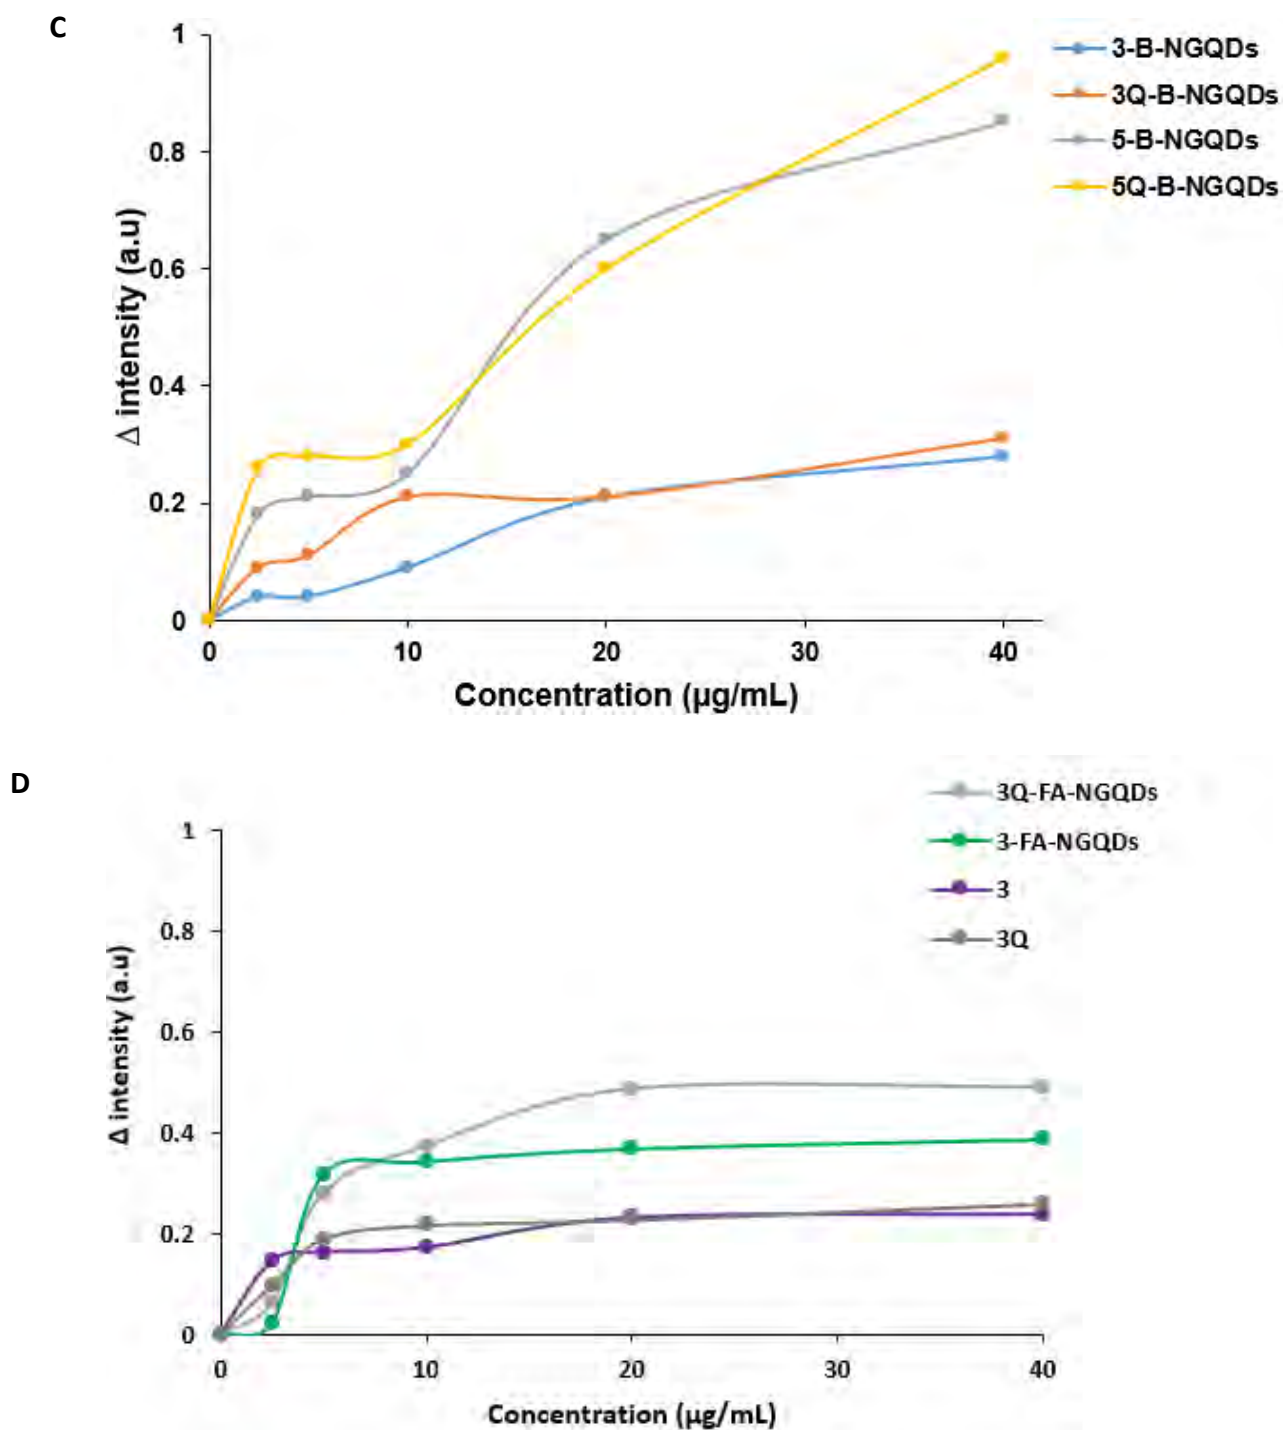 C
1
0.8
0.6
0.4
0.2
0
0
10
20
30
40
Δ intensity (a.u)
Concentration (µg/mL)
3-B-NGQDs
3Q-B-NGQDs
5-B-NGQDs
5Q-B-NGQDs
D
3Q-FA-NGQDs
3-FA-NGQDs
3
3Q
1
0.8
0.6
0.4
0.2
0
0
10
20
30
40
Δ intensity (a.u)
Concentration (µg/mL)